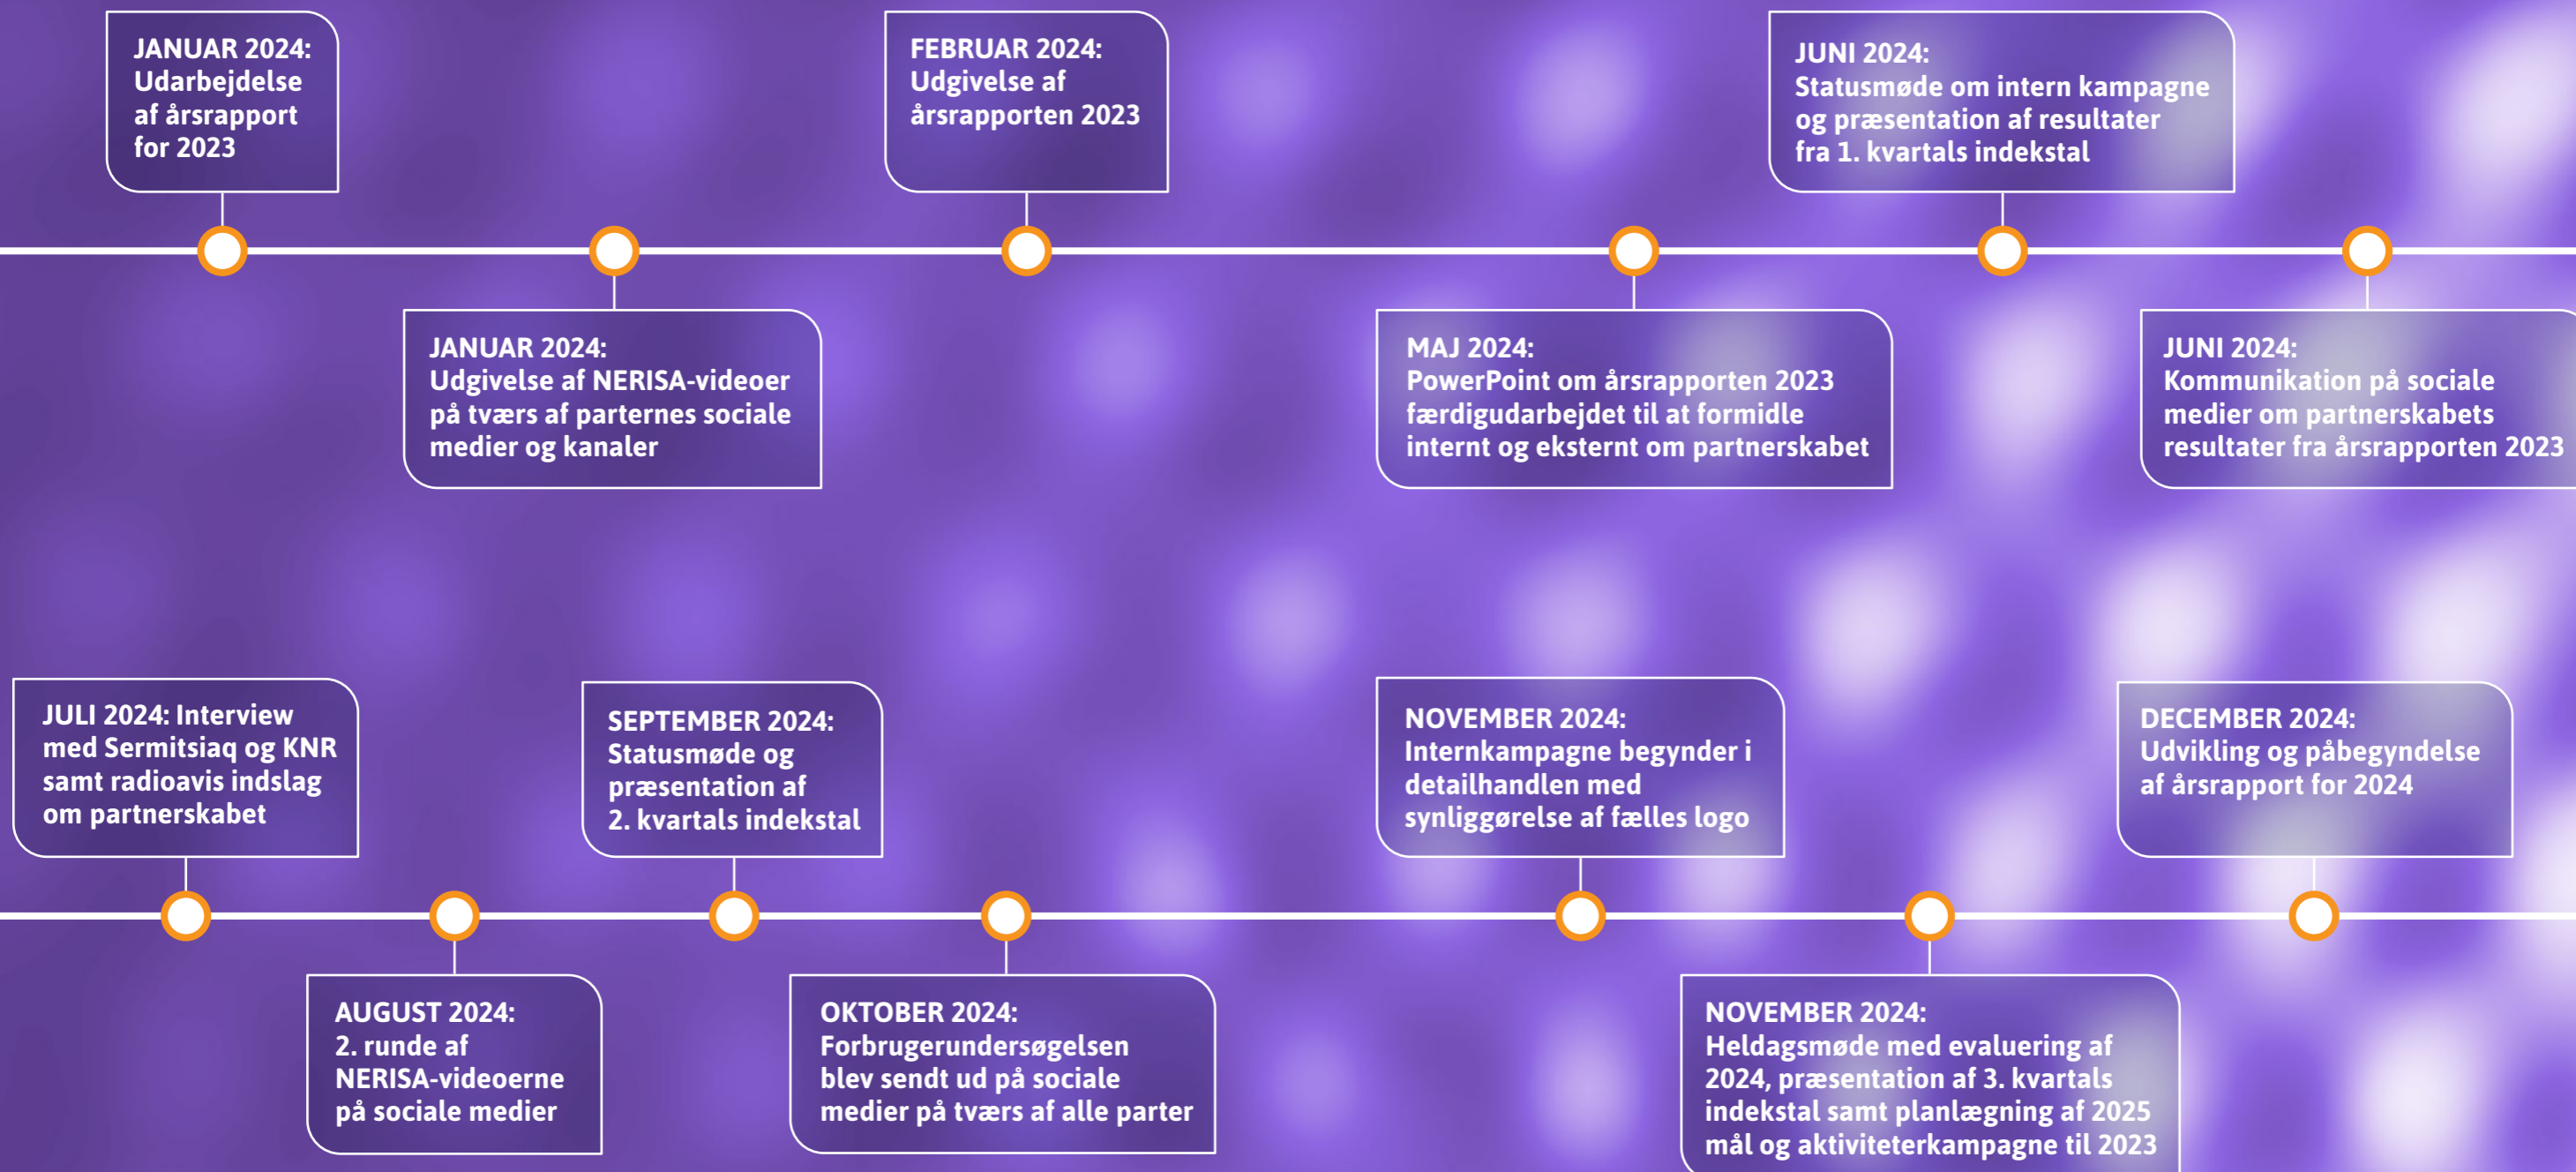 JANUAR 2024:
Udarbejdelse
af årsrapport
for 2023
JANUAR 2024:
Udgivelse af NERISA-videoer
på tværs af parternes sociale
medier og kanaler
FEBRUAR 2024:
Udgivelse af
årsrapporten 2023
MAJ 2024:
PowerPoint om årsrapporten 2023
færdigudarbejdet til at formidle
internt og eksternt om partnerskabet
JUNI 2024:
Statusmøde om intern kampagne
og præsentation af resultater
fra 1. kvartals indekstal
JUNI 2024:
Kommunikation på sociale
medier om partnerskabets
resultater fra årsrapporten 2023
JULI 2024: Interview
med Sermitsiaq og KNR
samt radioavis indslag
om partnerskabet
AUGUST 2024:
2. runde af
NERISA-videoerne
på sociale medier
SEPTEMBER 2024:
Statusmøde og
præsentation af
2. kvartals indekstal
OKTOBER 2024:
Forbrugerundersøgelsen
blev sendt ud på sociale
medier på tværs af alle parter
NOVEMBER 2024:
Internkampagne begynder i
detailhandlen med
synliggørelse af fælles logo
NOVEMBER 2024:
Heldagsmøde med evaluering af
2024, præsentation af 3. kvartals
indekstal samt planlægning af 2025
mål og aktiviteterkampagne til 2023
DECEMBER 2024:
Udvikling og påbegyndelse
af årsrapport for 2024